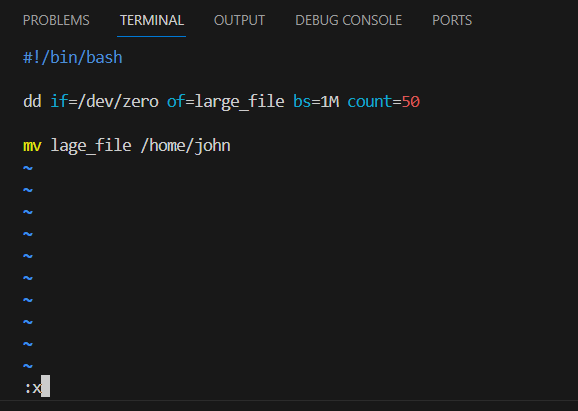 PROBLEMS TERMINAL OUTPUT DEBUG CONSOLE PORTS
#!/bin/bash
dd if=/dev/zero of=large_file bs=1M count=50
mv lage_file /home/john
~
~
~
~
~
~
~
~
~
~
:x